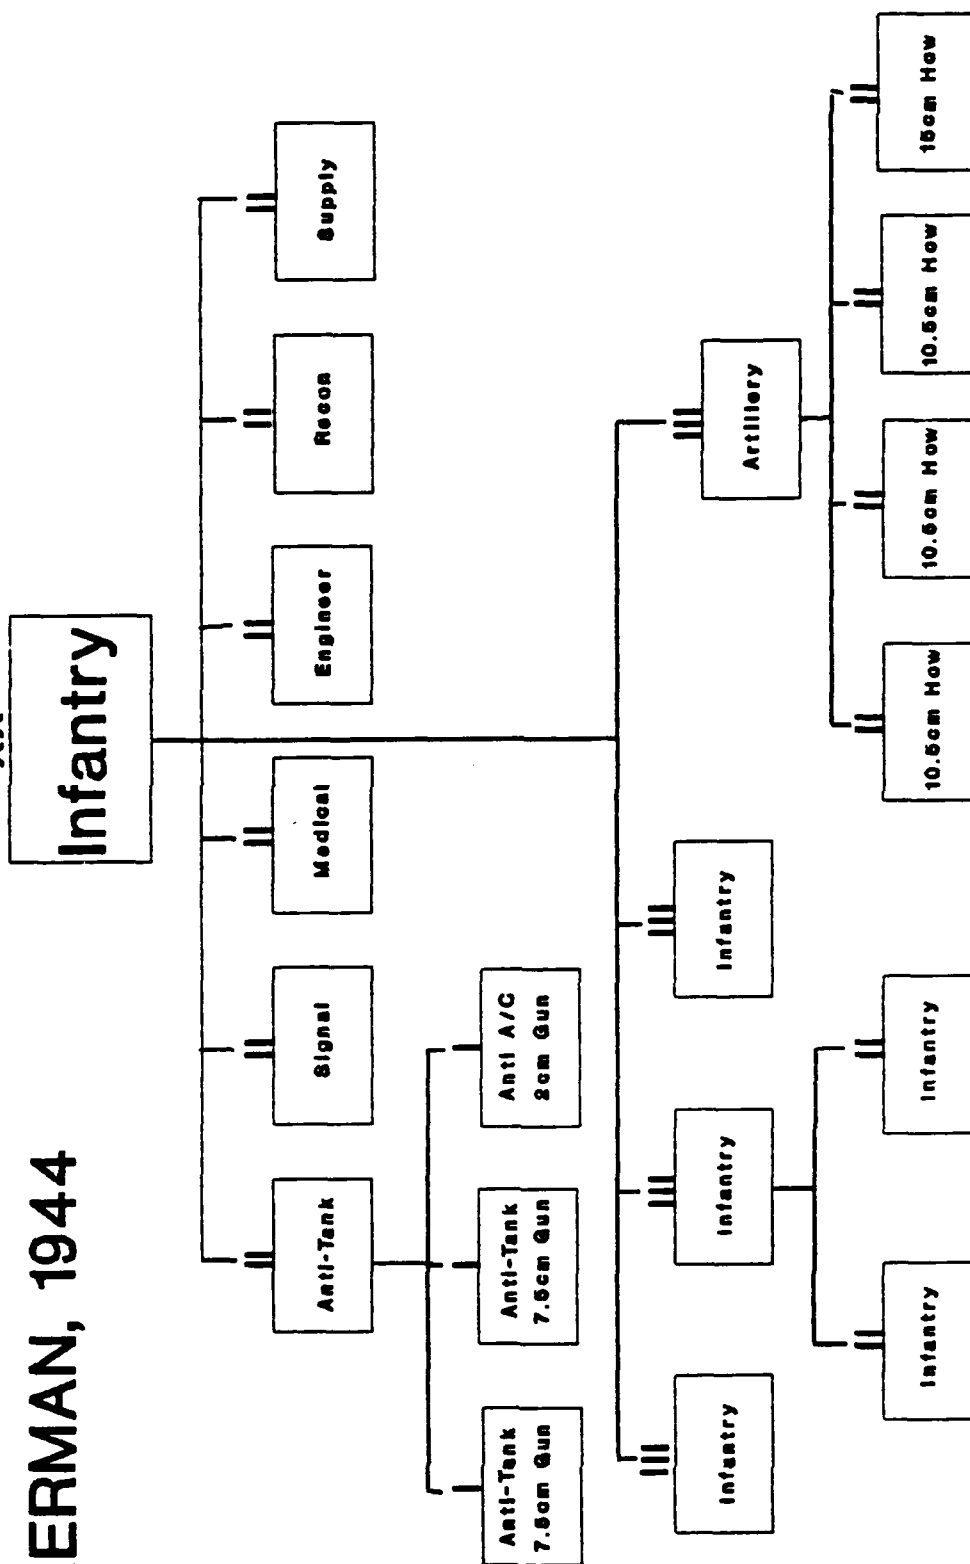 ERMAN, 1944
XX
Infantry
Anti-Tank
Signal
Medical
Engineer
Recon
Supply
Anti-Tank
7.5cm Gun
Anti-Tank
7.5cm Gun
Anti A/C
2cm Gun
Infantry
Infantry
Infantry
Artillery
Infantry
Infantry
10.5cm How
10.5cm How
10.5cm How
15cm How